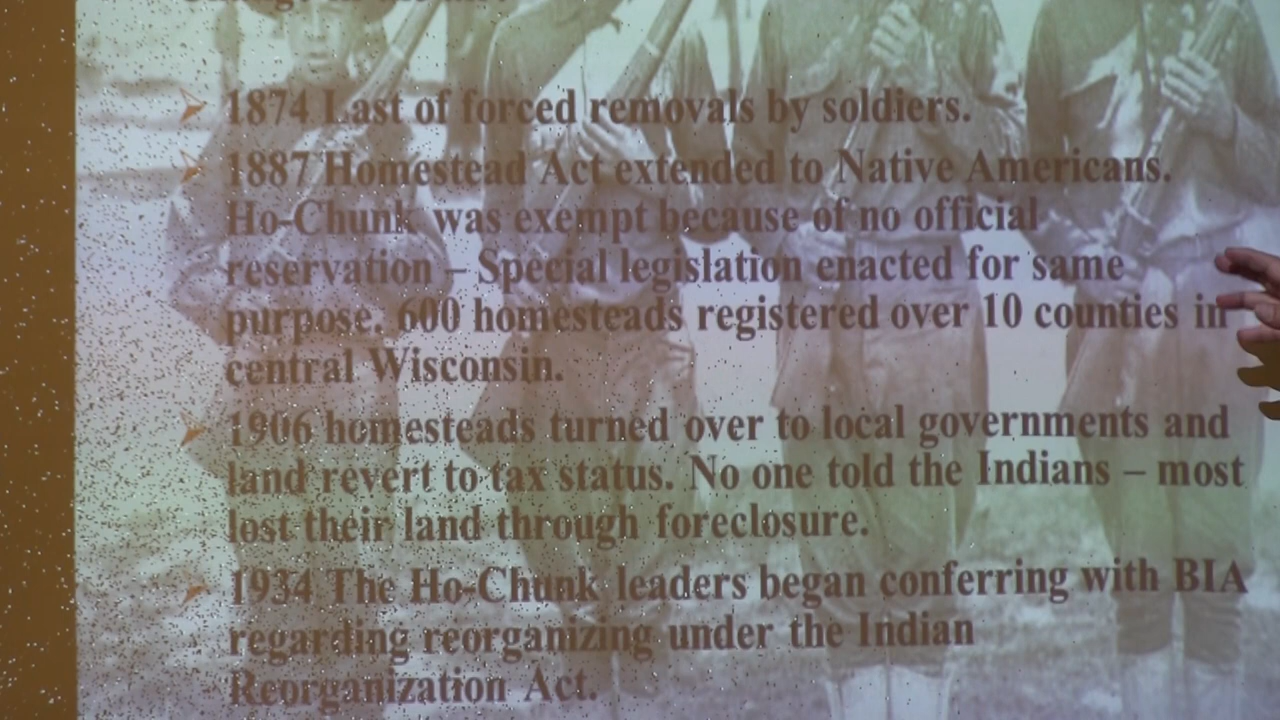 1874 Last of forced removals by soldiers.
1887 Homestead Act extended to Native Americans.
Ho-Chunk was exempt because of no official
reservation – Special legislation enacted for same
purpose. 600 homesteads registered over 10 counties in
central Wisconsin.
1906 homesteads turned over to local governments and
land revert to tax status. No one told the Indians – most
lost their land through foreclosure.
1934 The Ho-Chunk leaders began conferring with BIA
regarding reorganizing under the Indian
Reorganization Act.